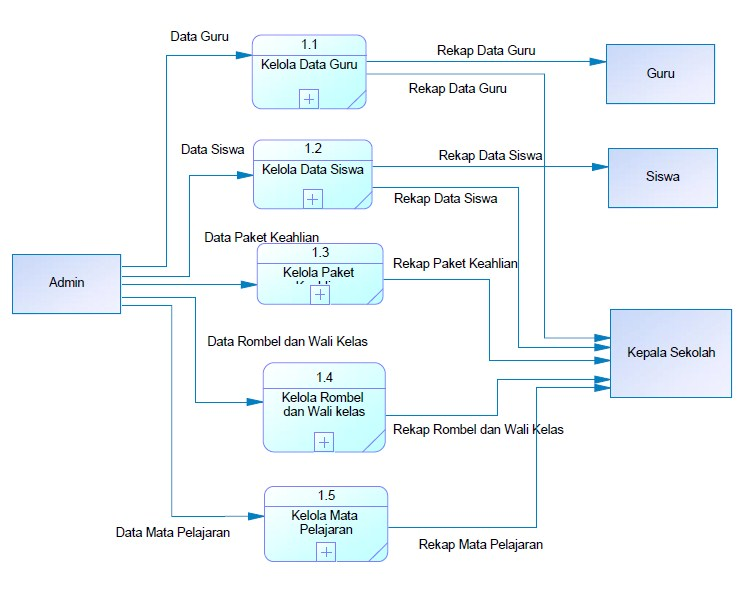 Data Guru
1.1
Kelola Data Guru
Rekap Data Guru
Rekap Data Guru
Guru
Data Siswa
1.2
Kelola Data Siswa
Rekap Data Siswa
Rekap Data Siswa
Siswa
Data Paket Keahlian
1.3
Kelola Paket
Rekap Paket Keahlian
Admin
Data Rombel dan Wali Kelas
Kepala Sekolah
1.4
Kelola Rombel
dan Wali kelas
Rekap Rombel dan Wali Kelas
1.5
Kelola Mata
Pelajaran
Data Mata Pelajaran
Rekap Mata Pelajaran